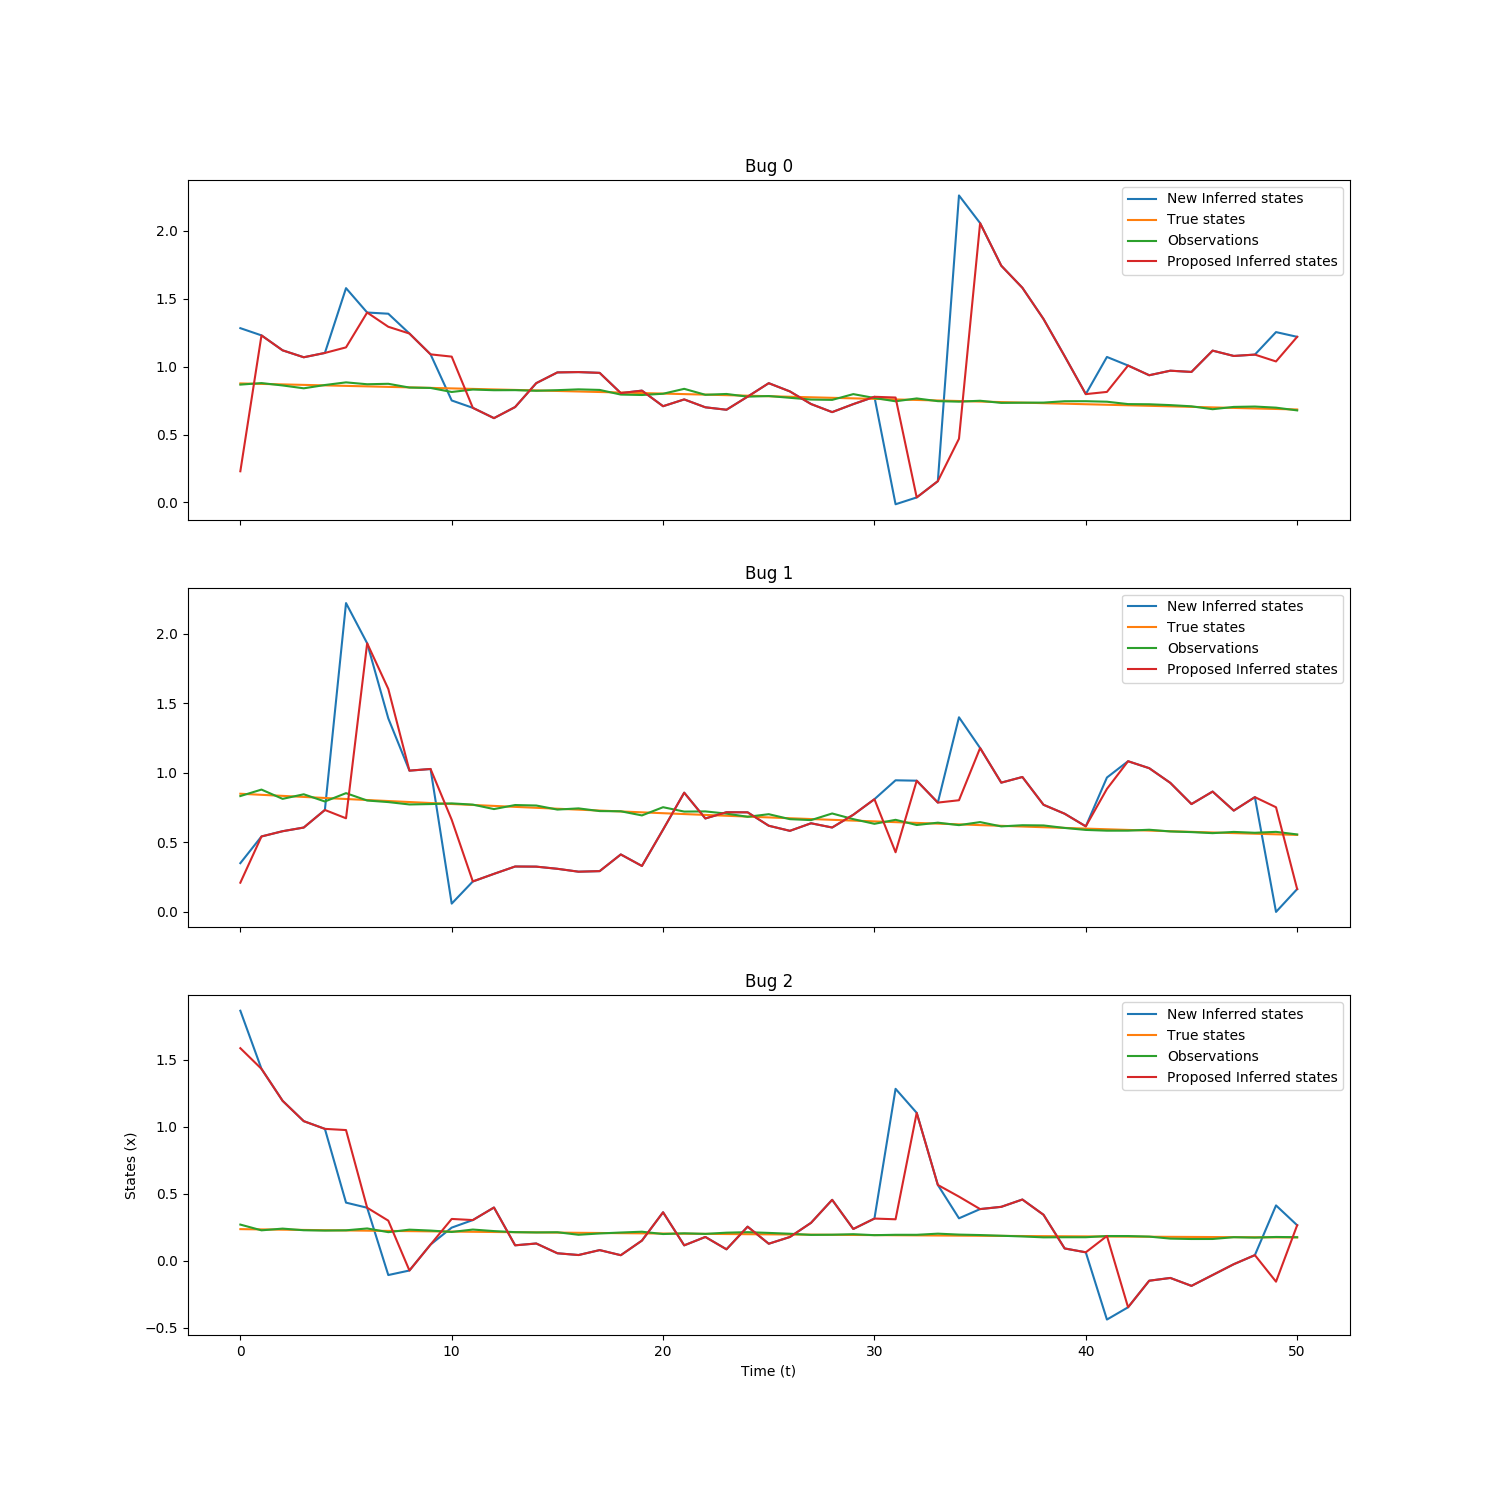 Bug 0
New Inferred states
True states
Observations
Proposed Inferred states
2.0
1.5
1.0
0.5
0.0
Bug 1
New Inferred states
True states
Observations
Proposed Inferred states
2.0
1.5
1.0
0.5
0.0
Bug 2
New Inferred states
True states
Observations
Proposed Inferred states
1.5
1.0
0.5
0.0
−0.5
States (x)
0 10 20 30 40 50
Time (t)